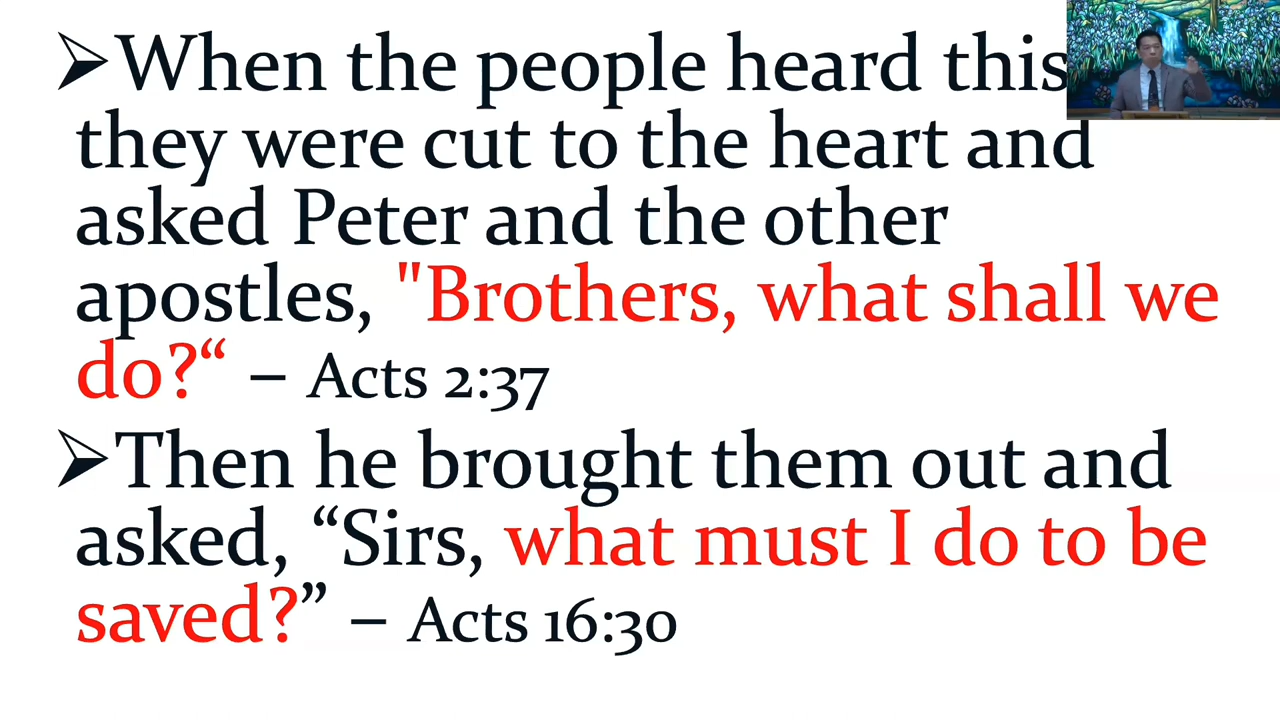 ➢When the people heard this
they were cut to the heart and
asked Peter and the other
apostles, "Brothers, what shall we
do?“ – Acts 2:37
➢Then he brought them out and
asked, “Sirs, what must I do to be
saved?” – Acts 16:30